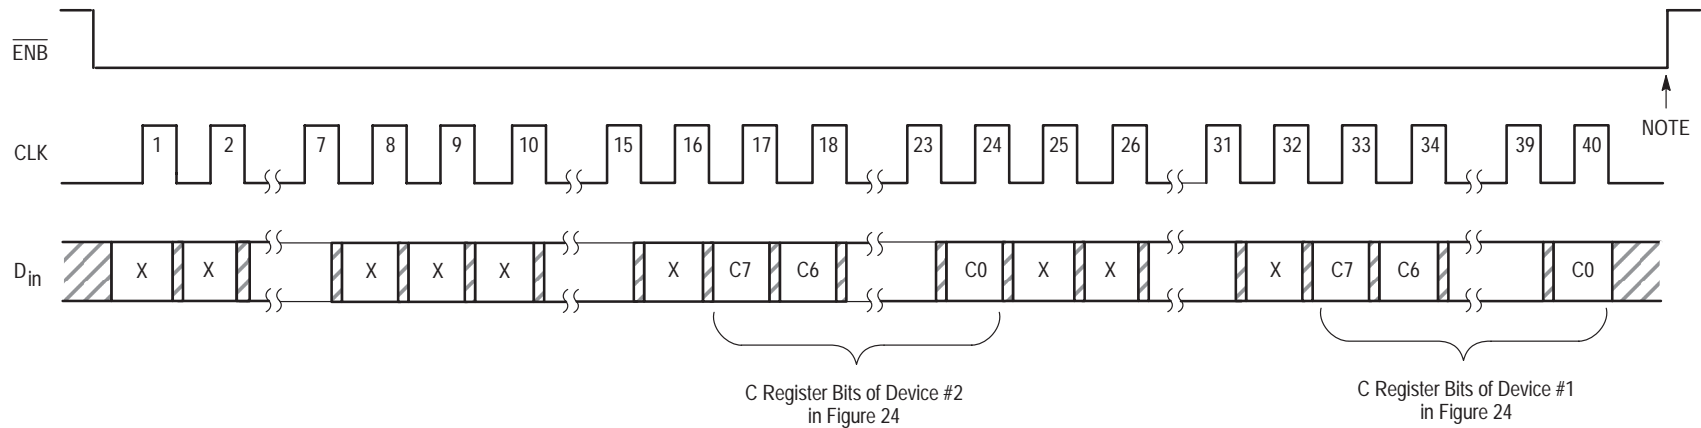 ENB
NOTE
CLK 1 2 7 8 9 10 15 16 17 18 23 24 25 26 31 32 33 34 39 40
Din X X X X X X C7 C6 C0 X X X C7 C6 C0
C Register Bits of Device #2
in Figure 24
C Register Bits of Device #1
in Figure 24